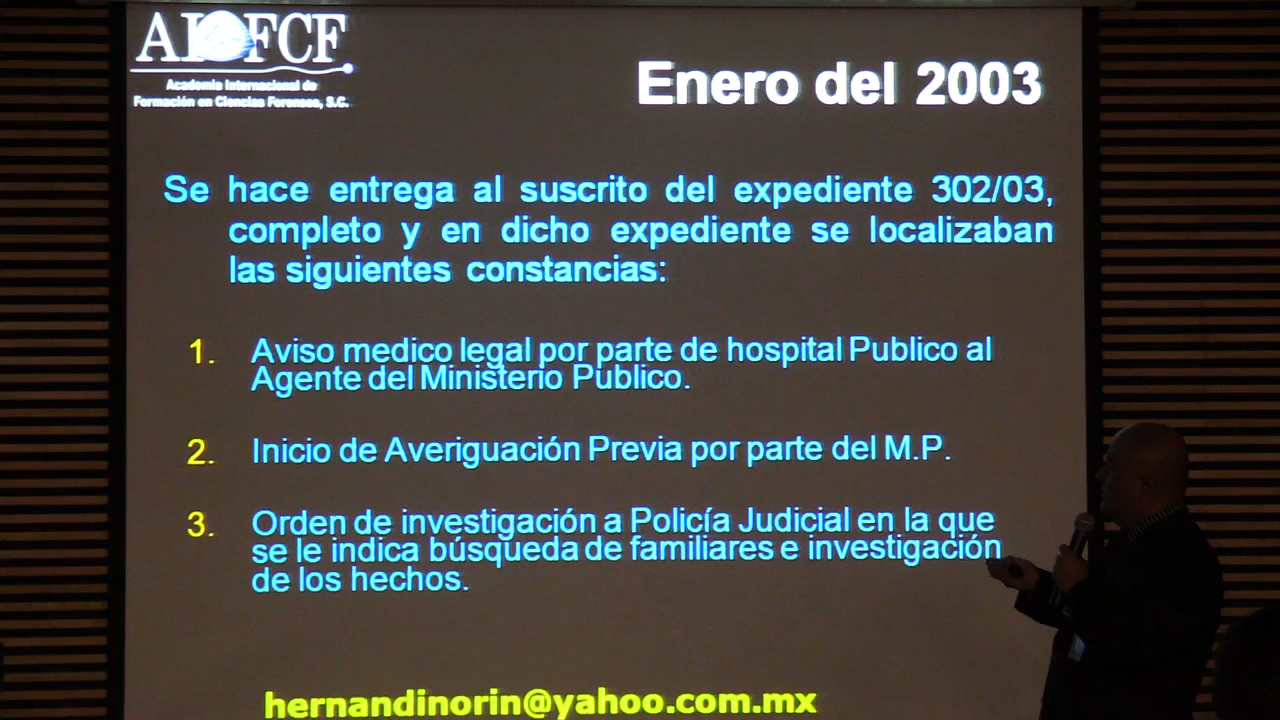 AIFCF
Academia Internacional de
Formación en Ciencias Forenses, S.C.
Enero del 2003
Se hace entrega al suscrito del expediente 302/03,
completo y en dicho expediente se localizaban
las siguientes constancias:
1. Aviso medico legal por parte de hospital Publico al
Agente del Ministerio Público.
2. Inicio de Averiguación Previa por parte del M.P.
3. Orden de investigación a Policía Judicial en la que
se le indica búsqueda de familiares e investigación
de los hechos.
hernandinorin@yahoo.com.mx